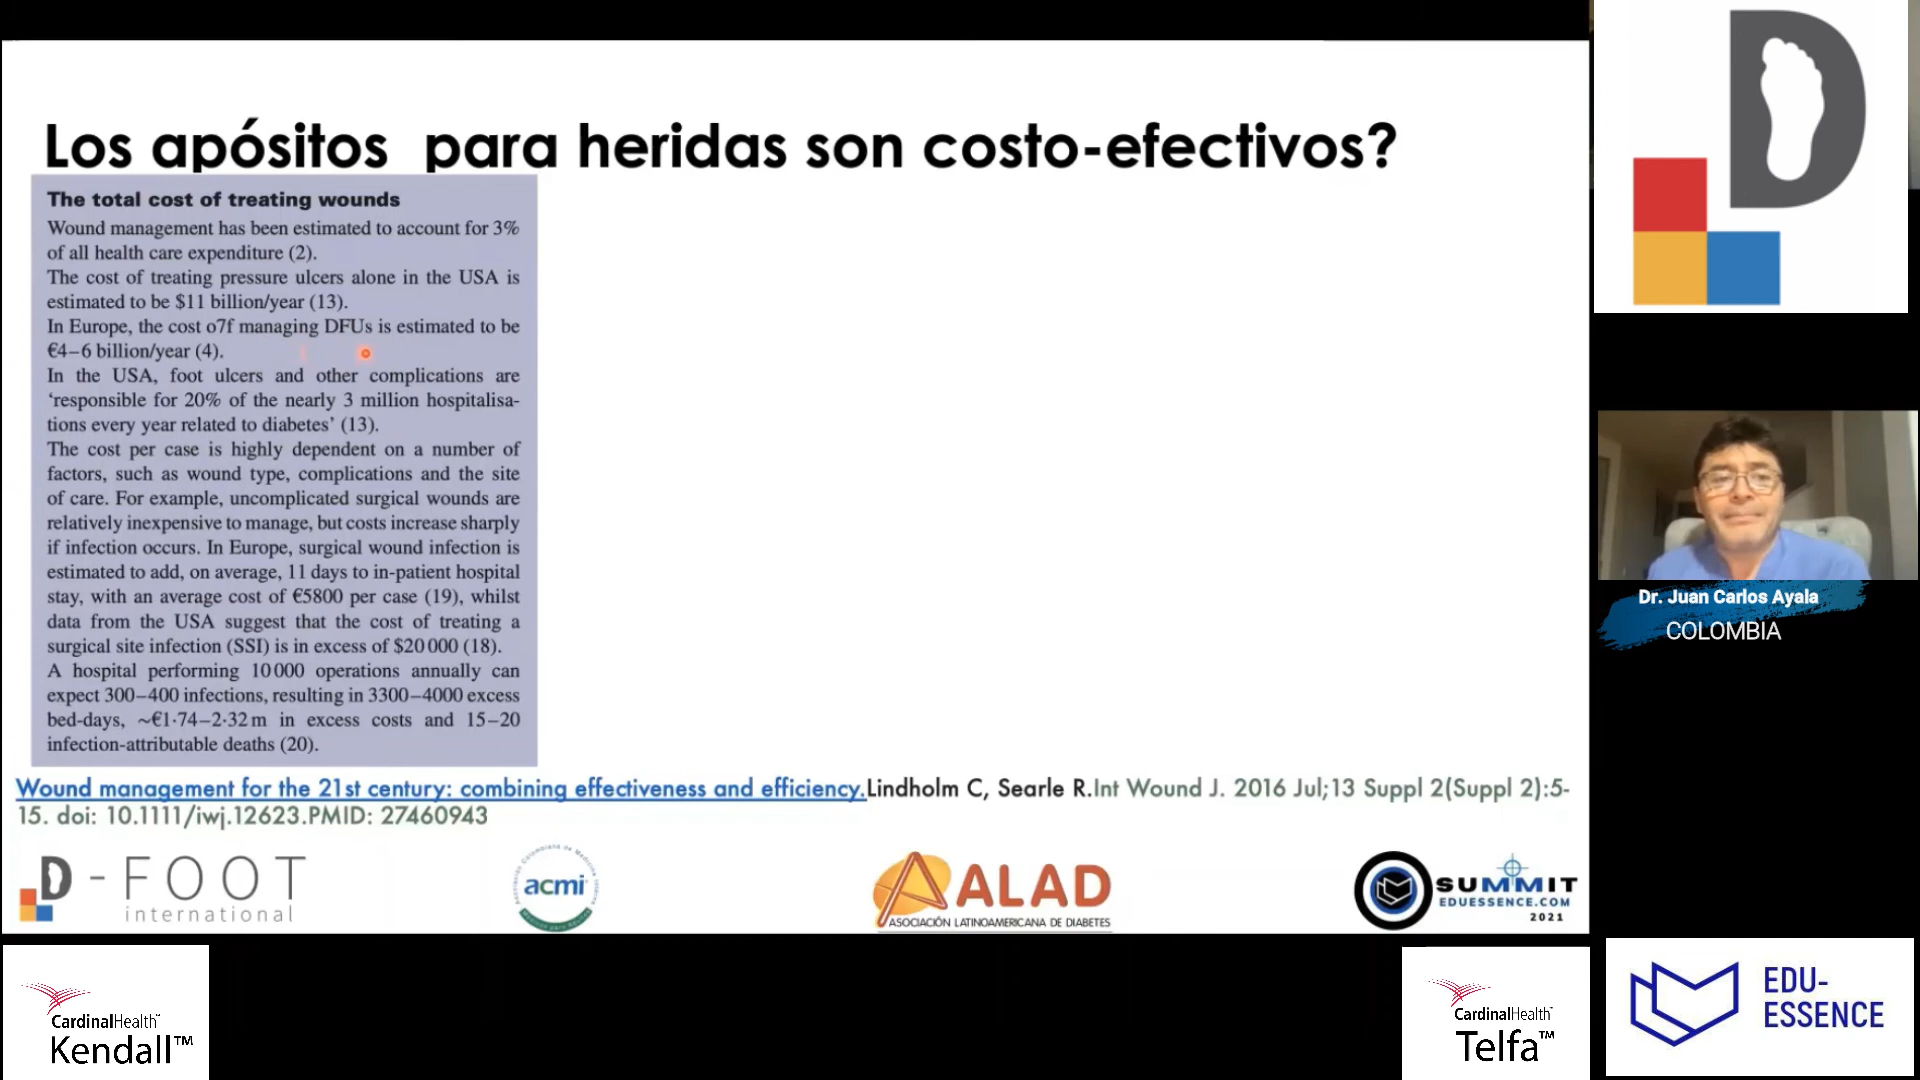 Los apósitos  para heridas son costo-efectivos?
The total cost of treating wounds
Wound management has been estimated to account for 3%
of all health care expenditure (2).
The cost of treating pressure ulcers alone in the USA is
estimated to be $11 billion/year (13).
In Europe, the cost o7f managing DFUs is estimated to be
€4–6 billion/year (4).
In the USA, foot ulcers and other complications are
‘responsible for 20% of the nearly 3 million hospitalisa-
tions every year related to diabetes’ (13).
The cost per case is highly dependent on a number of
factors, such as wound type, complications and the site
of care. For example, uncomplicated surgical wounds are
relatively inexpensive to manage, but costs increase sharply
if infection occurs. In Europe, surgical wound infection is
estimated to add, on average, 11 days to in-patient hospital
stay, with an average cost of €5800 per case (19), whilst
data from the USA suggest that the cost of treating a
surgical site infection (SSI) is in excess of $20 000 (18).
A hospital performing 10 000 operations annually can
expect 300–400 infections, resulting in 3300–4000 excess
bed-days, ~€1·74–2·32 m in excess costs and 15–20
infection-attributable deaths (20).
Wound management for the 21st century: combining effectiveness and efficiency.Lindholm C, Searle R.Int Wound J. 2016 Jul;13 Suppl 2(Suppl 2):5-
15. doi: 10.1111/iwj.12623.PMID: 27460943
D - FOOT
international
acmi
ALAD
ASOCIACIÓN LATINOAMERICANA DE DIABETES
SUMMIT
EDUESSENCE.COM
2021
Dr. Juan Carlos Ayala
COLOMBIA
CardinalHealth™
Kendall™
CardinalHealth™
Telfa™
EDU-
ESSENCE